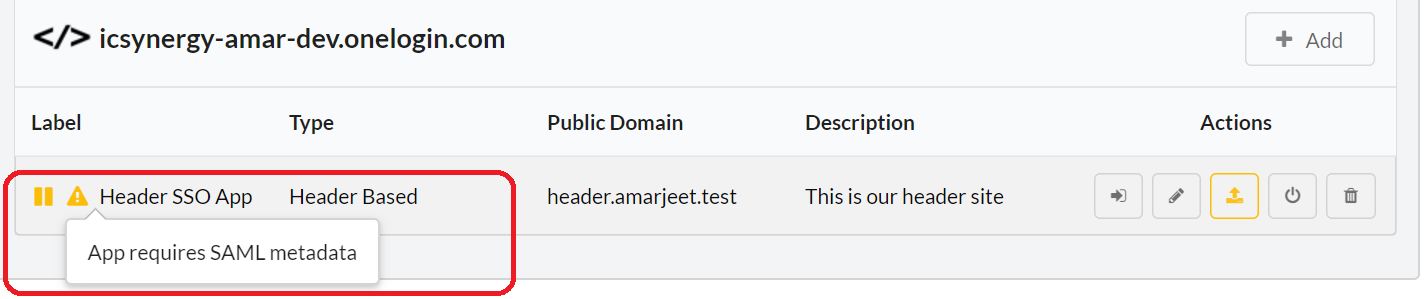 </> icsynergy-amar-dev.onelogin.com
+ Add
Label Type Public Domain Description Actions
Header SSO App Header Based header.amarjeet.test This is our header site
App requires SAML metadata